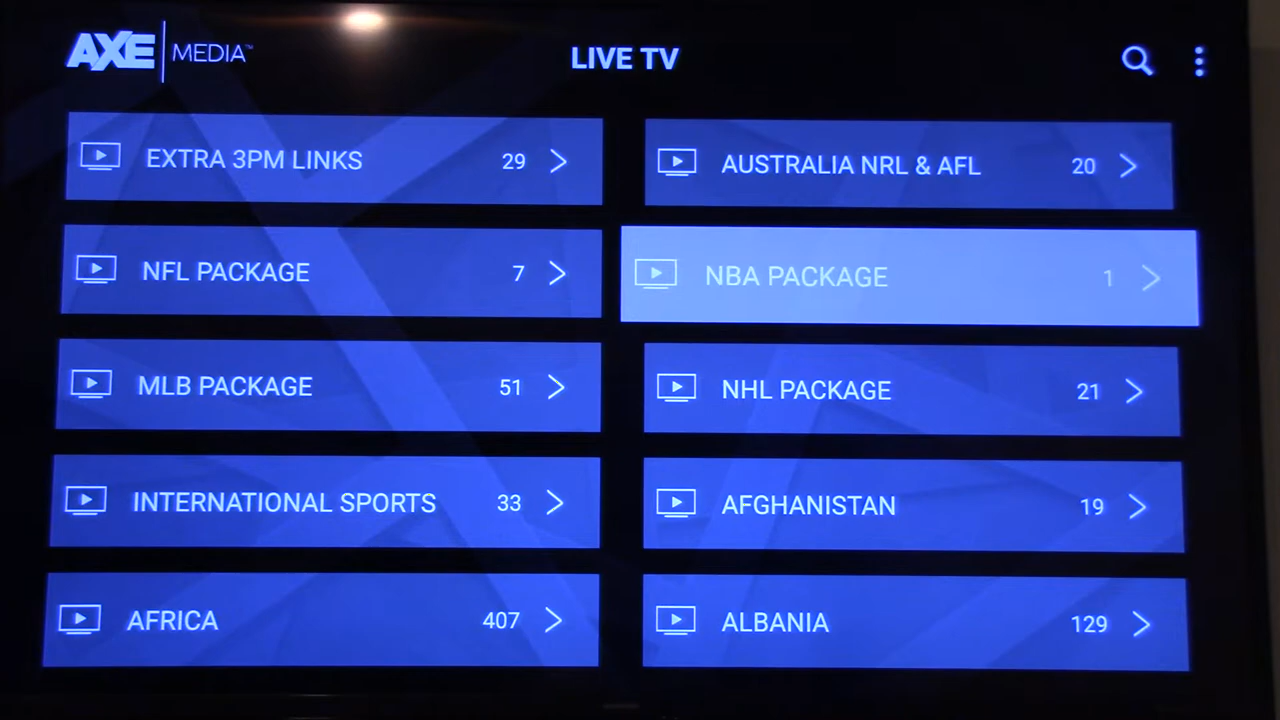 AXE MEDIA™
LIVE TV
EXTRA 3PM LINKS 29
AUSTRALIA NRL & AFL 20
NFL PACKAGE 7
NBA PACKAGE 1
MLB PACKAGE 51
NHL PACKAGE 21
INTERNATIONAL SPORTS 33
AFGHANISTAN 19
AFRICA 407
ALBANIA 129